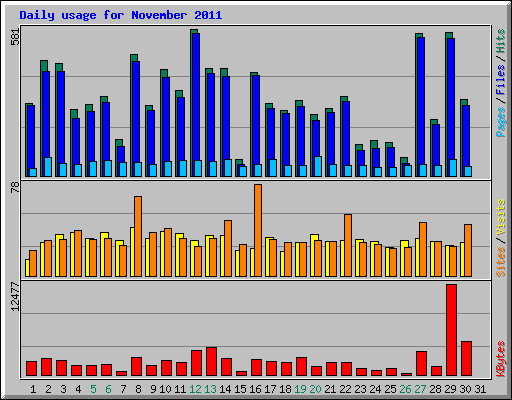 Daily usage for November 2011
581
Pages / Files / Hits
78
Sites / Visits
12477
KBytes
1 2 3 4 5 6 7 8 9 10 11 12 13 14 15 16 17 18 19 20 21 22 23 24 25 26 27 28 29 30 31